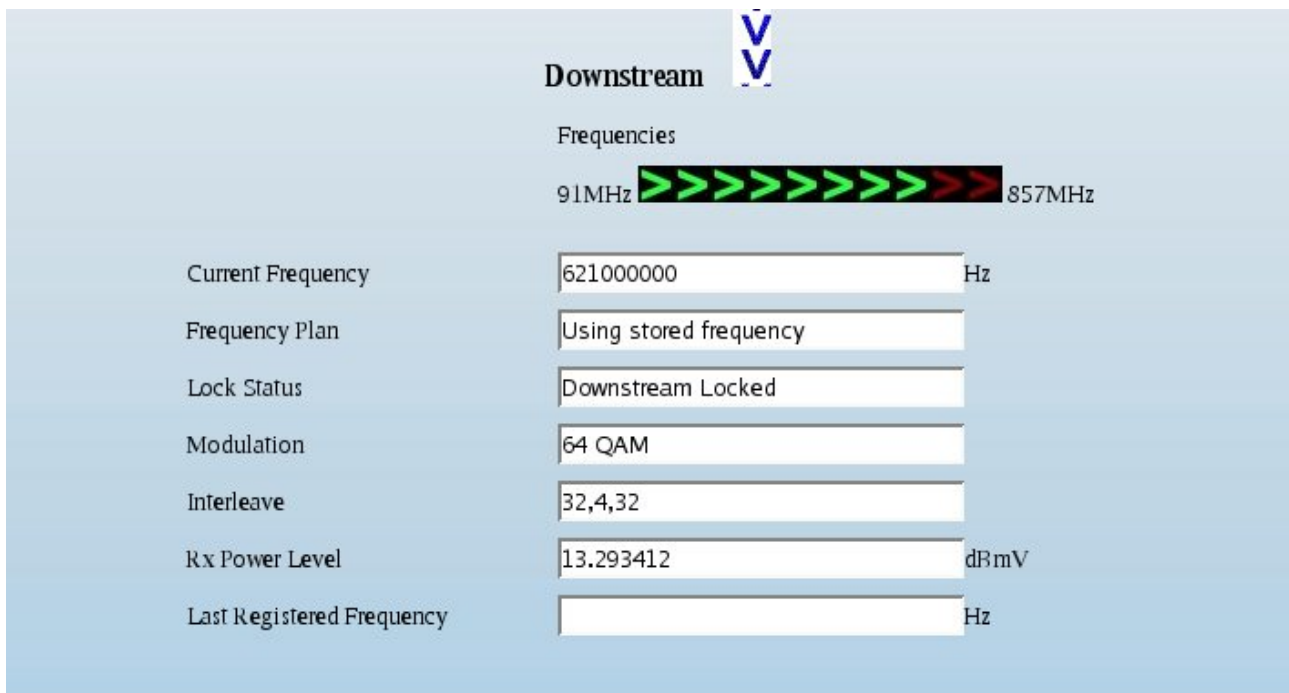 V
V
Downstream
Frequencies
91MHz >>>>>>>>>> 857MHz
Current Frequency 621000000 Hz
Frequency Plan Using stored frequency
Lock Status Downstream Locked
Modulation 64 QAM
Interleave 32,4,32
Rx Power Level 13.293412 dBmV
Last Registered Frequency Hz